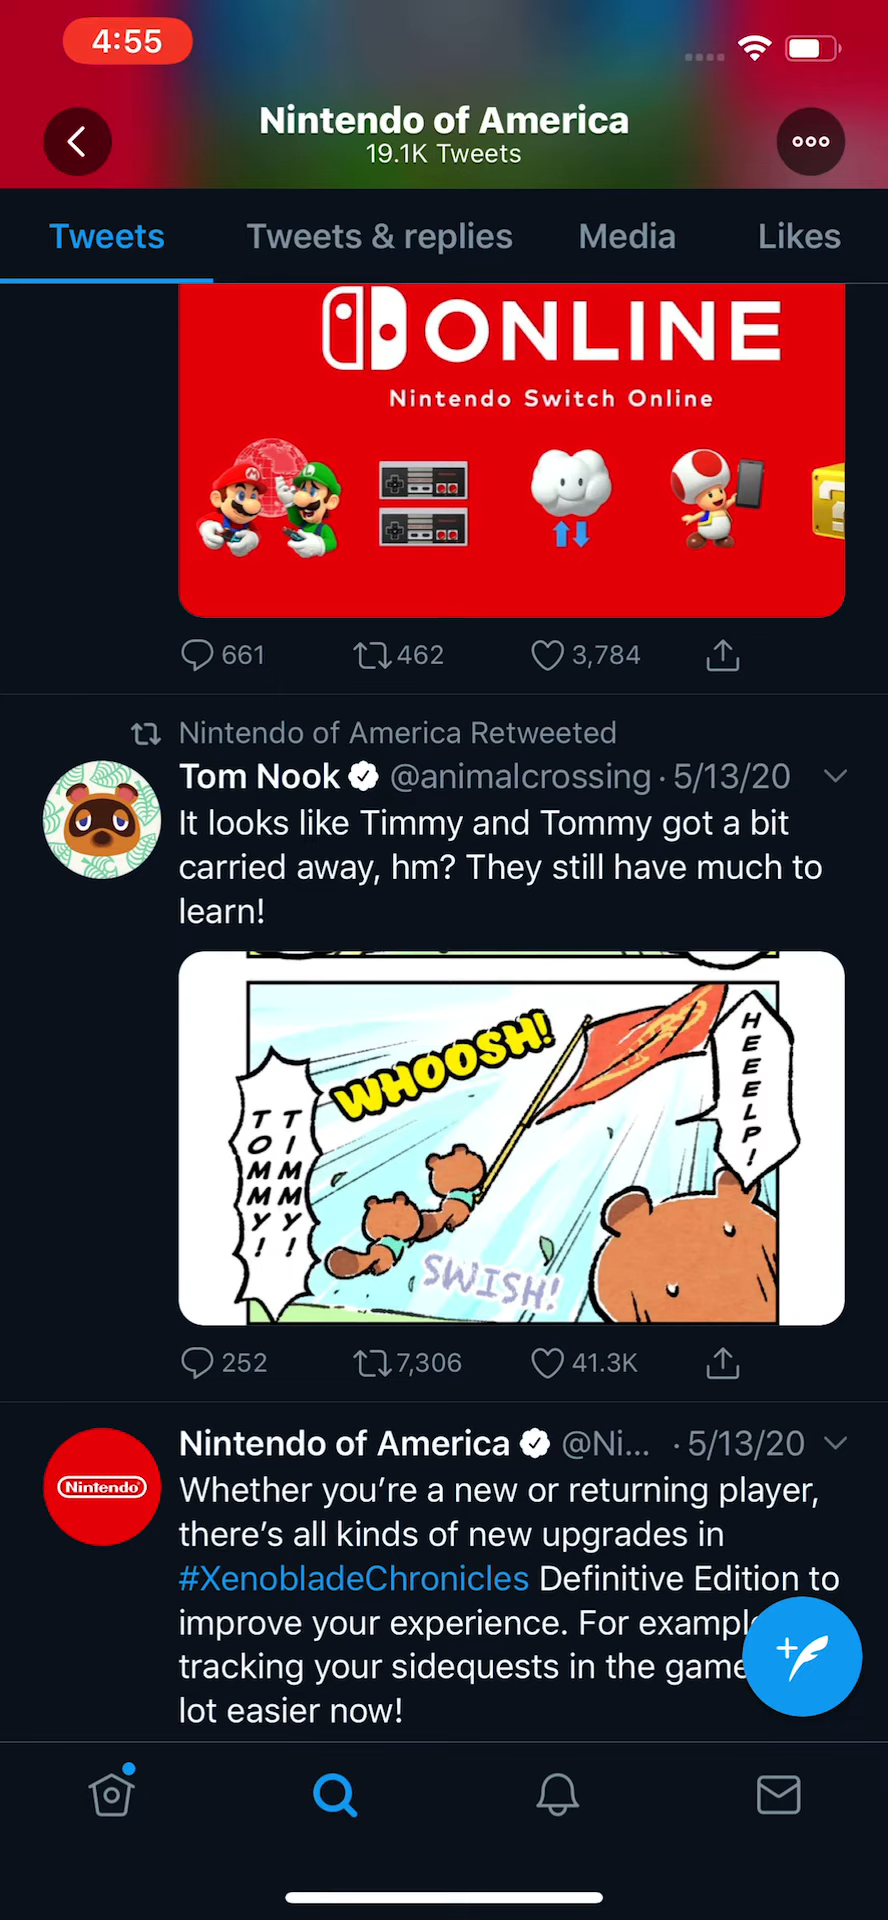 4:55
Nintendo of America
19.1K Tweets
Tweets
Tweets & replies
Media
Likes
ONLINE
Nintendo Switch Online
661
462
3,784
Nintendo of America Retweeted
Tom Nook @animalcrossing · 5/13/20
It looks like Timmy and Tommy got a bit
carried away, hm? They still have much to
learn!
WHOOSH!
HEEELP!
TIMMY!
TOMMY!
SWISH!
252
7,306
41.3K
Nintendo of America @Ni... · 5/13/20
Nintendo
Whether you're a new or returning player,
there's all kinds of new upgrades in
#XenobladeChronicles Definitive Edition to
improve your experience. For exampl
tracking your sidequests in the game
lot easier now!